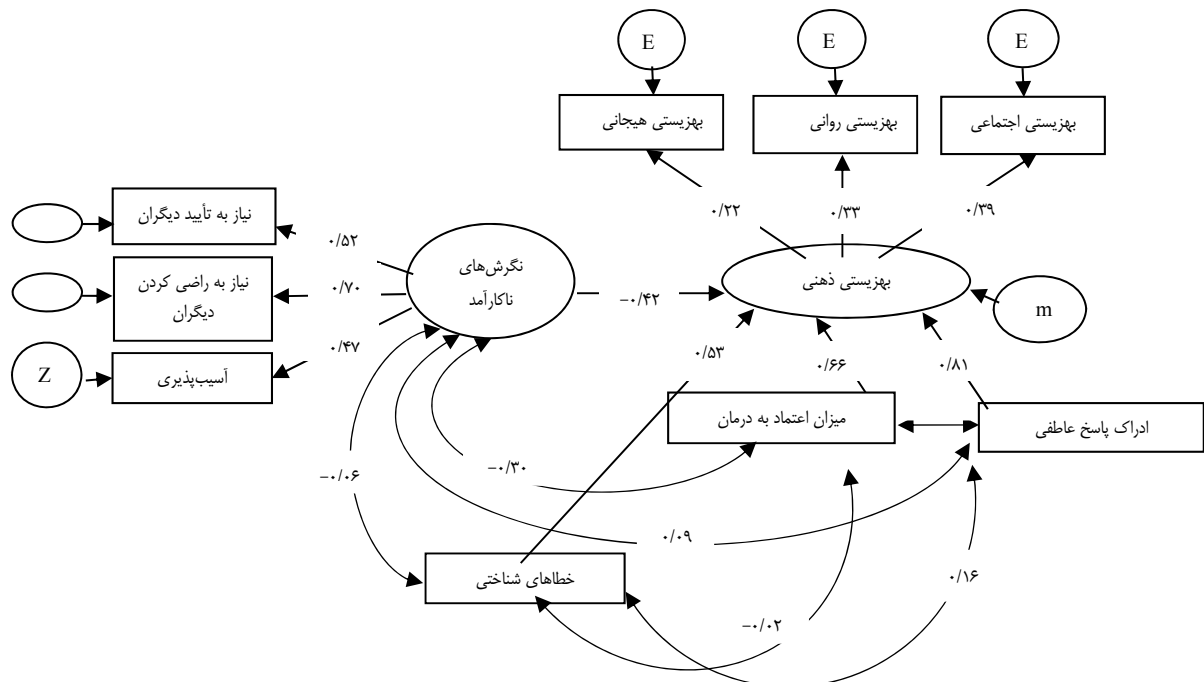 E
E
E
بهزیستی اجتماعی
بهزیستی روانی
بهزیستی هیجانی
۰/۳۹
۰/۳۳
۰/۲۲
نیاز به تأیید دیگران
۰/۵۲
نگرش‌های
ناکارآمد
بهزیستی ذهنی
نیاز به راضی کردن
دیگران
۰/۷۰
−۰/۴۲
m
۰/۴۷
آسیب‌پذیری
Z
۰/۵۳
۰/۶۶
۰/۸۱
میزان اعتماد به درمان
ادراک پاسخ عاطفی
−۰/۰۶
−۰/۳۰
۰/۰۹
خطاهای شناختی
۰/۱۶
−۰/۰۲